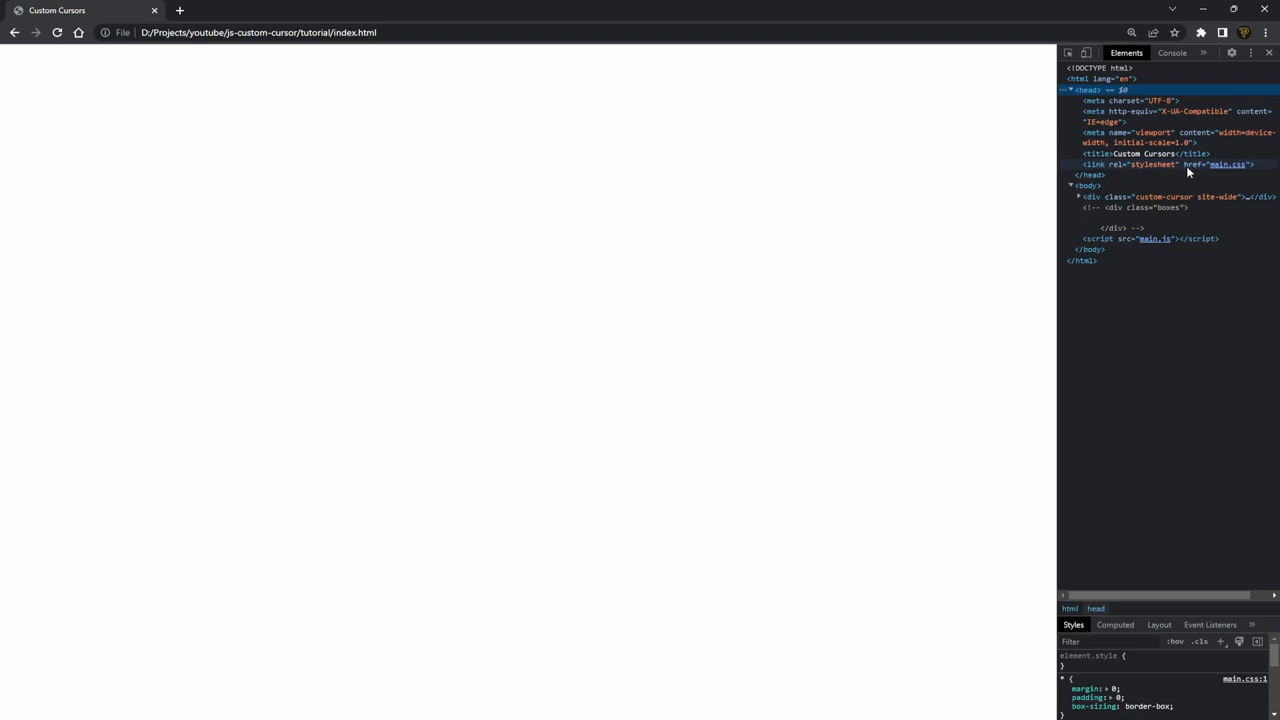 Custom Cursors
File D:/Projects/youtube/js-custom-cursor/tutorial/index.html
Elements Console »
<!DOCTYPE html>
<html lang="en">
··· <head> == $0
<meta charset="UTF-8">
<meta http-equiv="X-UA-Compatible" content=
"IE=edge">
<meta name="viewport" content="width=device-
width, initial-scale=1.0">
<title>Custom Cursors</title>
<link rel="stylesheet" href="main.css">
</head>
<body>
<div class="custom-cursor site-wide">…</div>
<!-- <div class="boxes">
</div> -->
<script src="main.js"></script>
</body>
</html>
html head
Styles Computed Layout Event Listeners »
Filter :hov .cls +
element.style {
}
* { main.css:1
margin: 0;
padding: 0;
box-sizing: border-box;
}